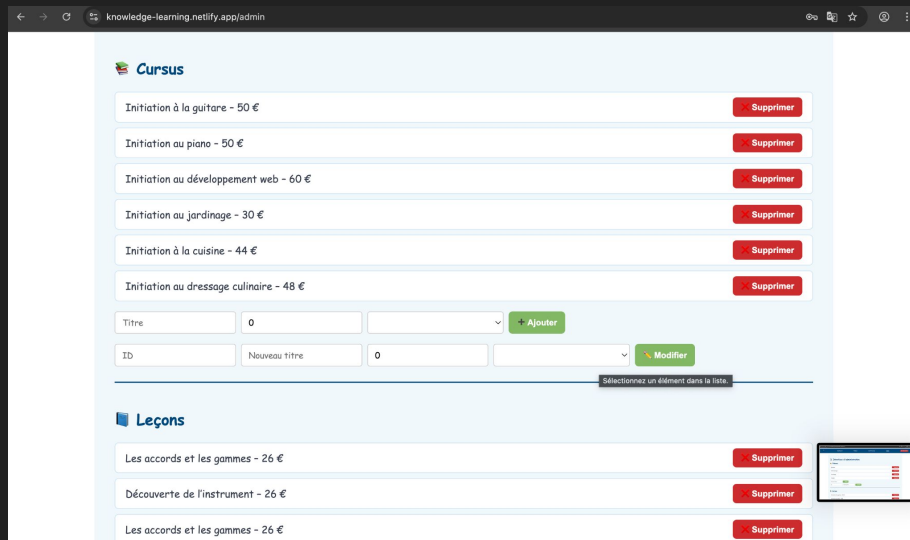 knowledge-learning.netlify.app/admin
Cursus
Initiation à la guitare - 50 € Supprimer
Initiation au piano - 50 € Supprimer
Initiation au développement web - 60 € Supprimer
Initiation au jardinage - 30 € Supprimer
Initiation à la cuisine - 44 € Supprimer
Initiation au dressage culinaire - 48 € Supprimer
Titre 0 + Ajouter
ID Nouveau titre 0 Modifier
Sélectionnez un élément dans la liste.
Leçons
Les accords et les gammes - 26 € Supprimer
Découverte de l'instrument - 26 € Supprimer
Les accords et les gammes - 26 € Supprimer